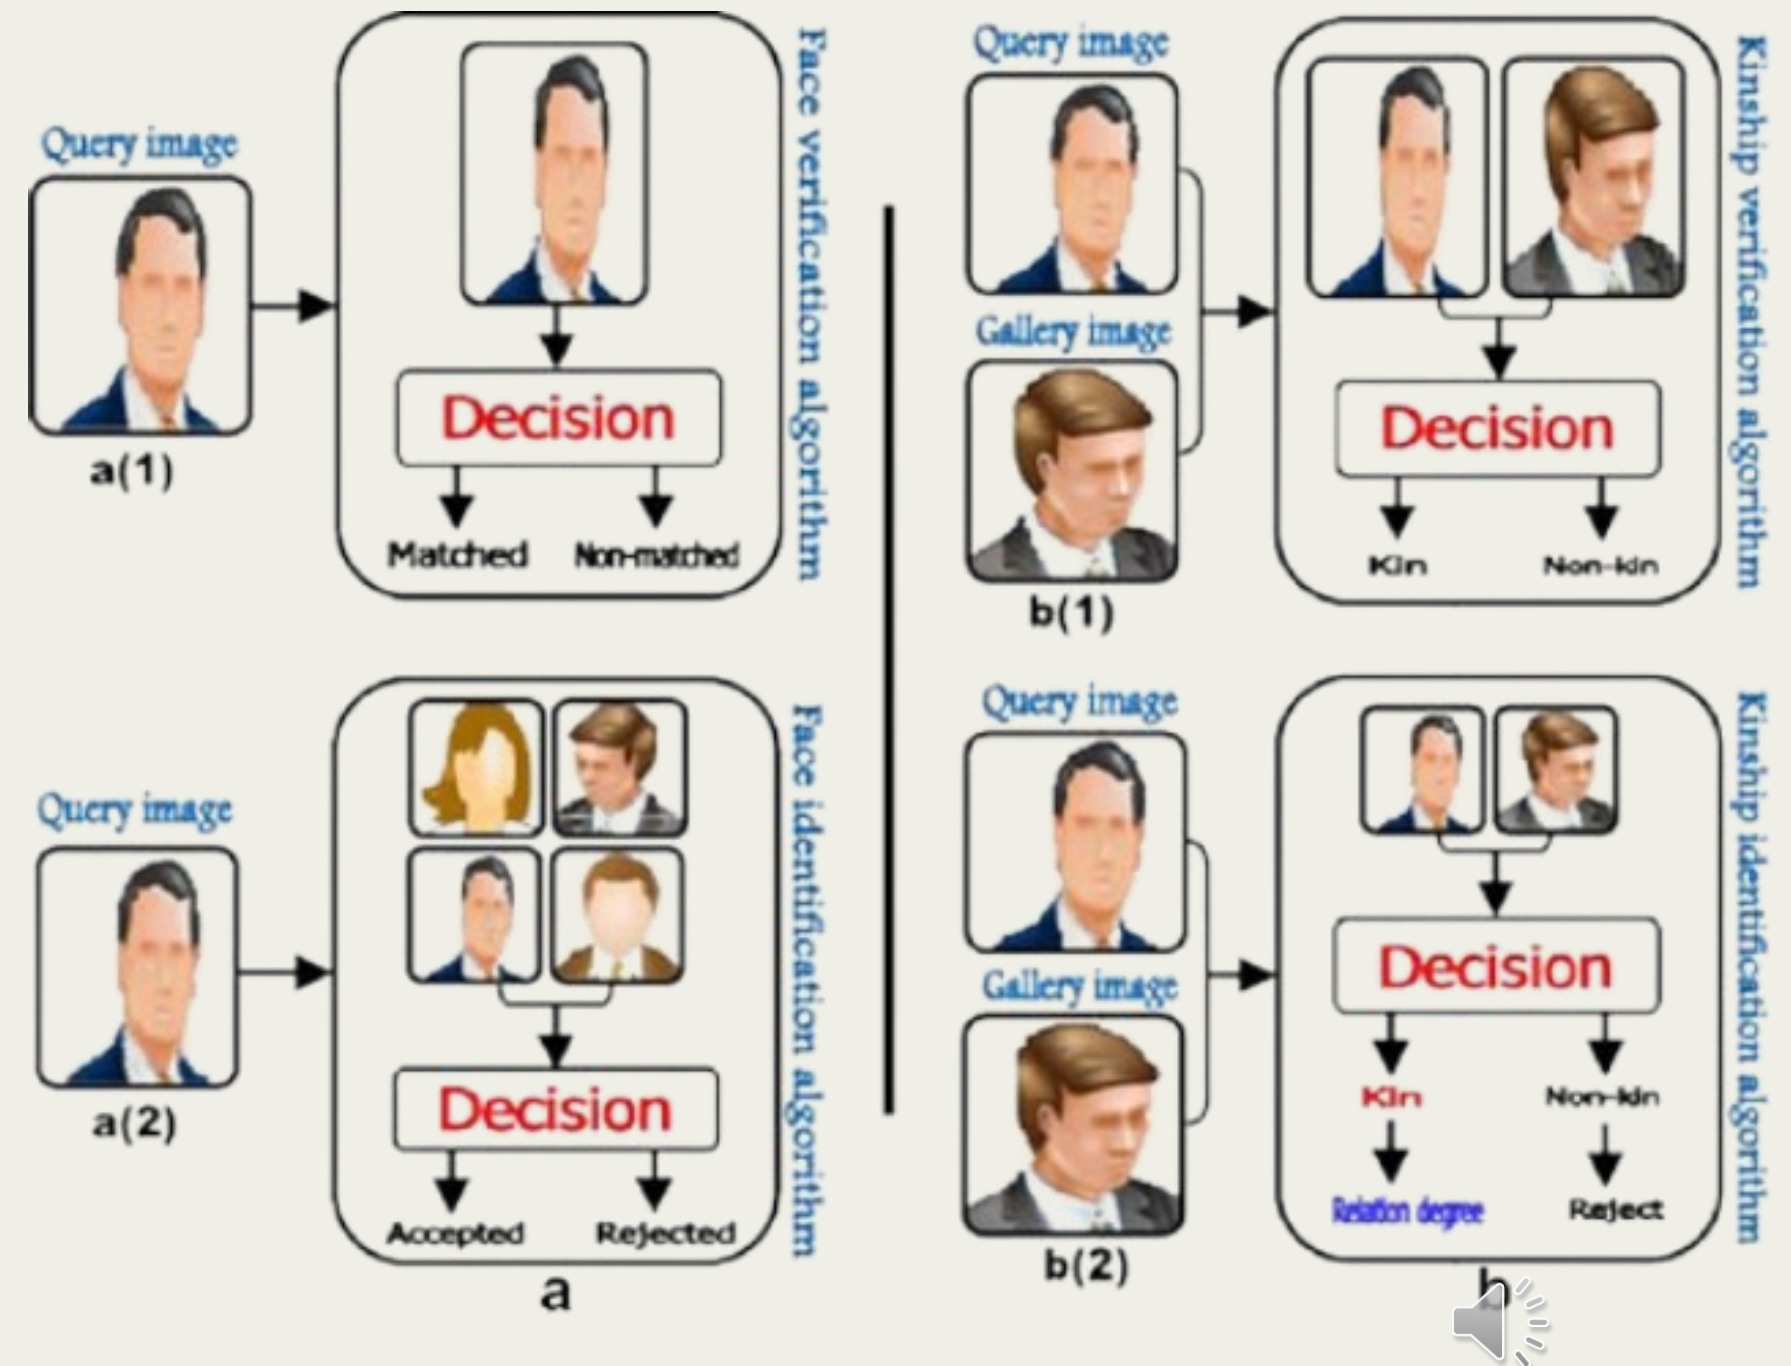 Query image
a(1)
Decision
Matched
Non-matched
Face verification algorithm
Query image
a(2)
Decision
Accepted
Rejected
Face identification algorithm
a
Query image
Gallery image
b(1)
Decision
Kin
Non-kin
Kinship verification algorithm
Query image
Gallery image
b(2)
Decision
Kin
Non-kin
Relation degree
Reject
Kinship identification algorithm
b